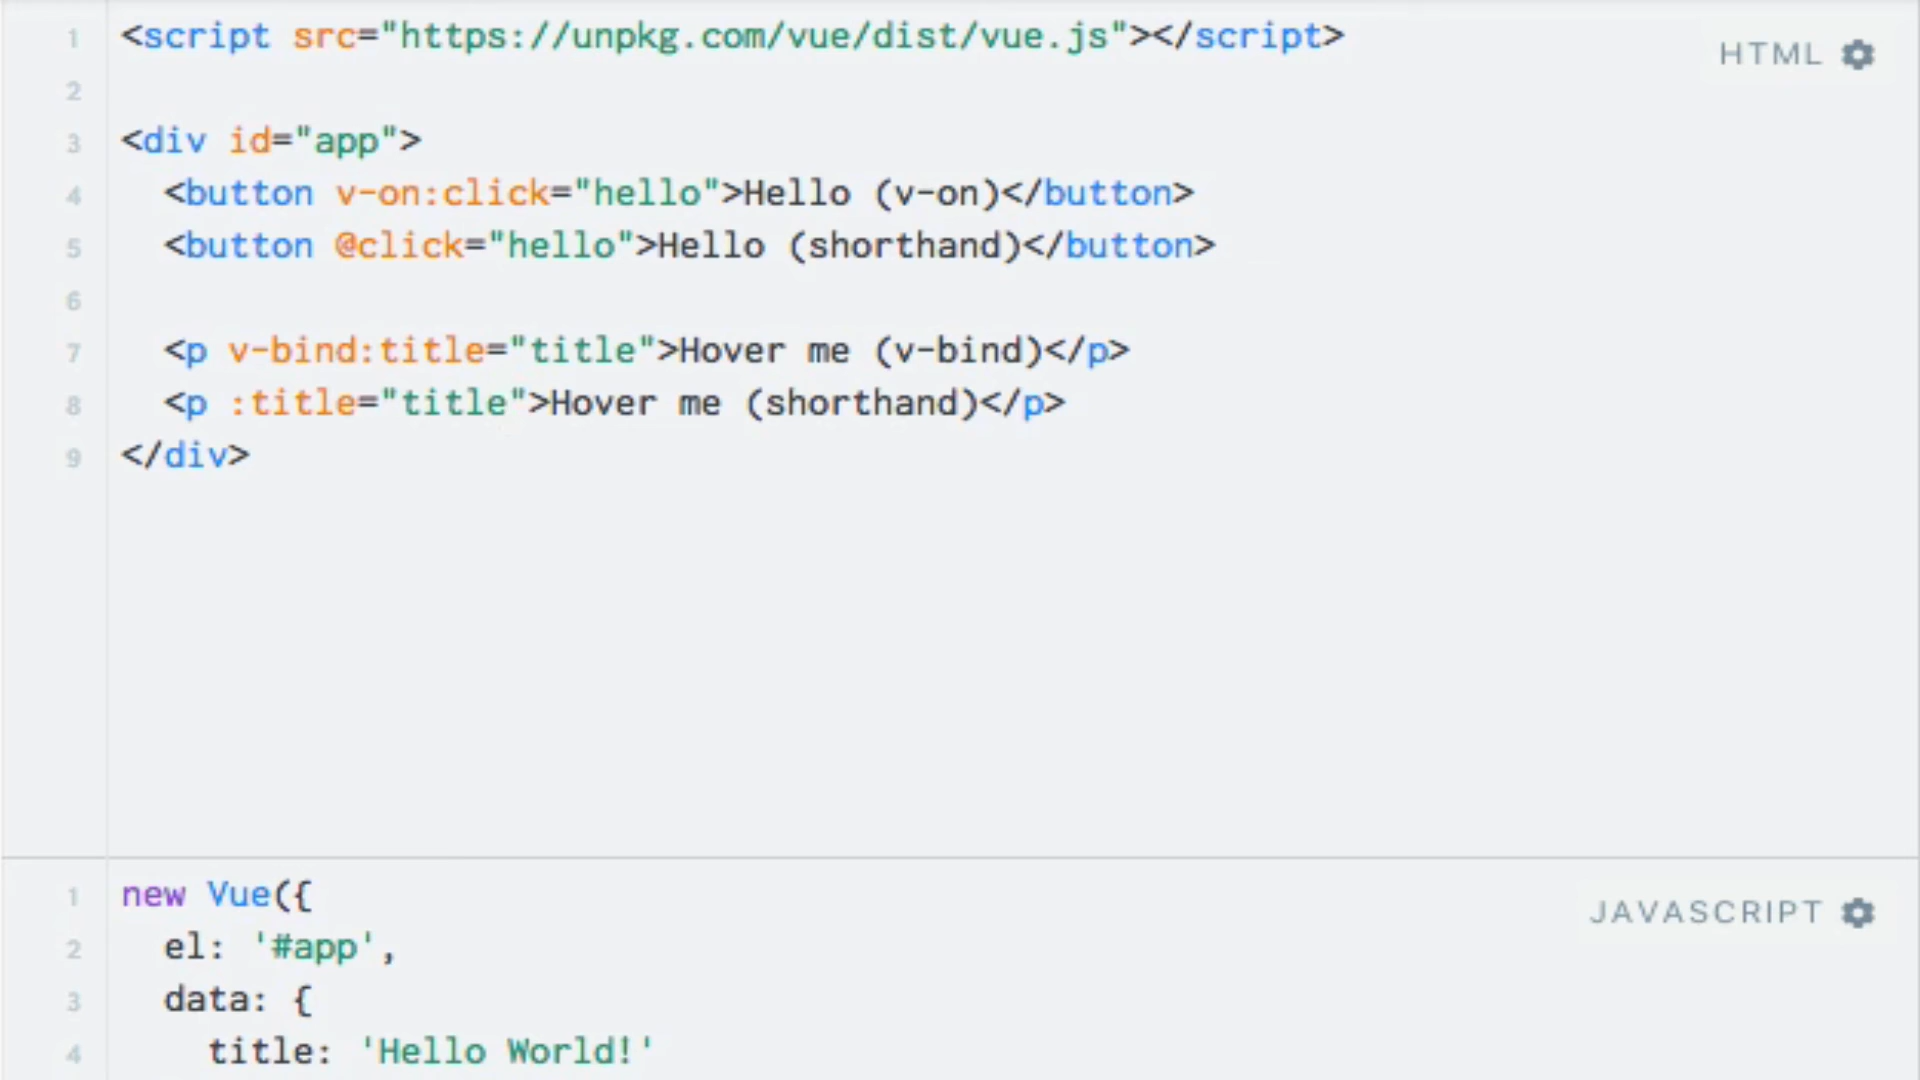 1 <script src="https://unpkg.com/vue/dist/vue.js"></script>
HTML
2
3 <div id="app">
4   <button v-on:click="hello">Hello (v-on)</button>
5   <button @click="hello">Hello (shorthand)</button>
6
7   <p v-bind:title="title">Hover me (v-bind)</p>
8   <p :title="title">Hover me (shorthand)</p>
9 </div>
1 new Vue({
JAVASCRIPT
2   el: '#app',
3   data: {
4     title: 'Hello World!'